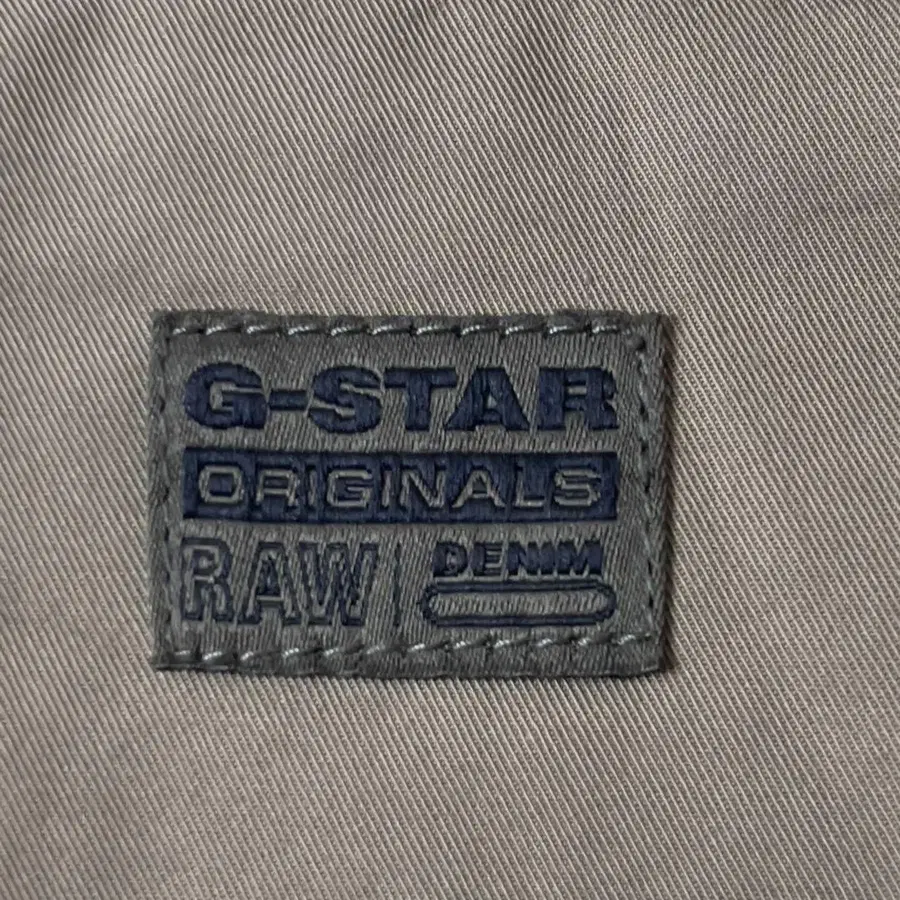 G-STAR
ORIGINALS
RAW | DENIM